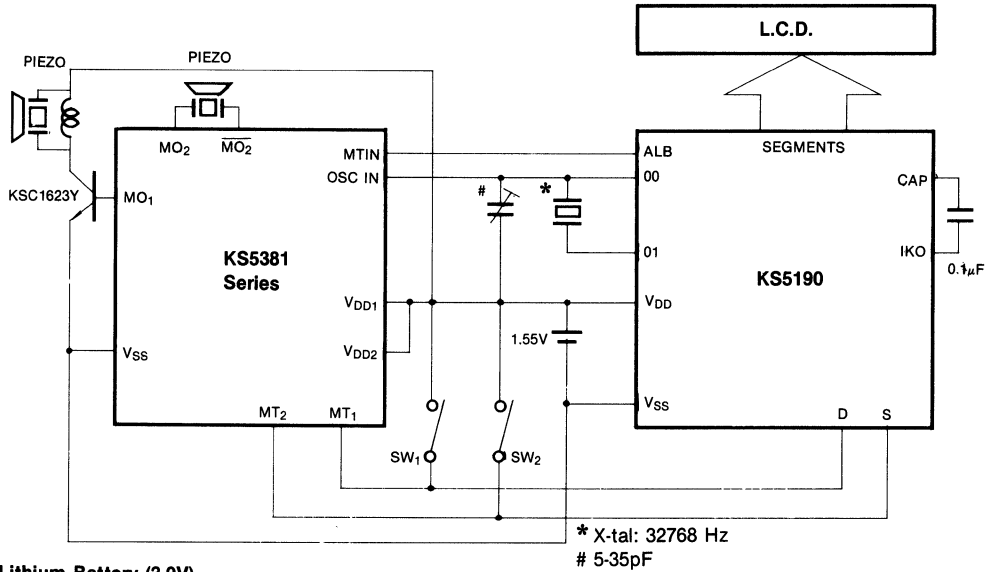 L.C.D.
PIEZO
PIEZO
MO2
MO2
MTIN
OSC IN
ALB
SEGMENTS
00
CAP
#
*
KSC1623Y
MO1
01
IKO
KS5381
Series
KS5190
0.1µF
VDD1
VDD
1.55V
VDD2
VSS
VSS
MT2
MT1
D
S
SW1
SW2
* X-tal: 32768 Hz
# 5-35pF